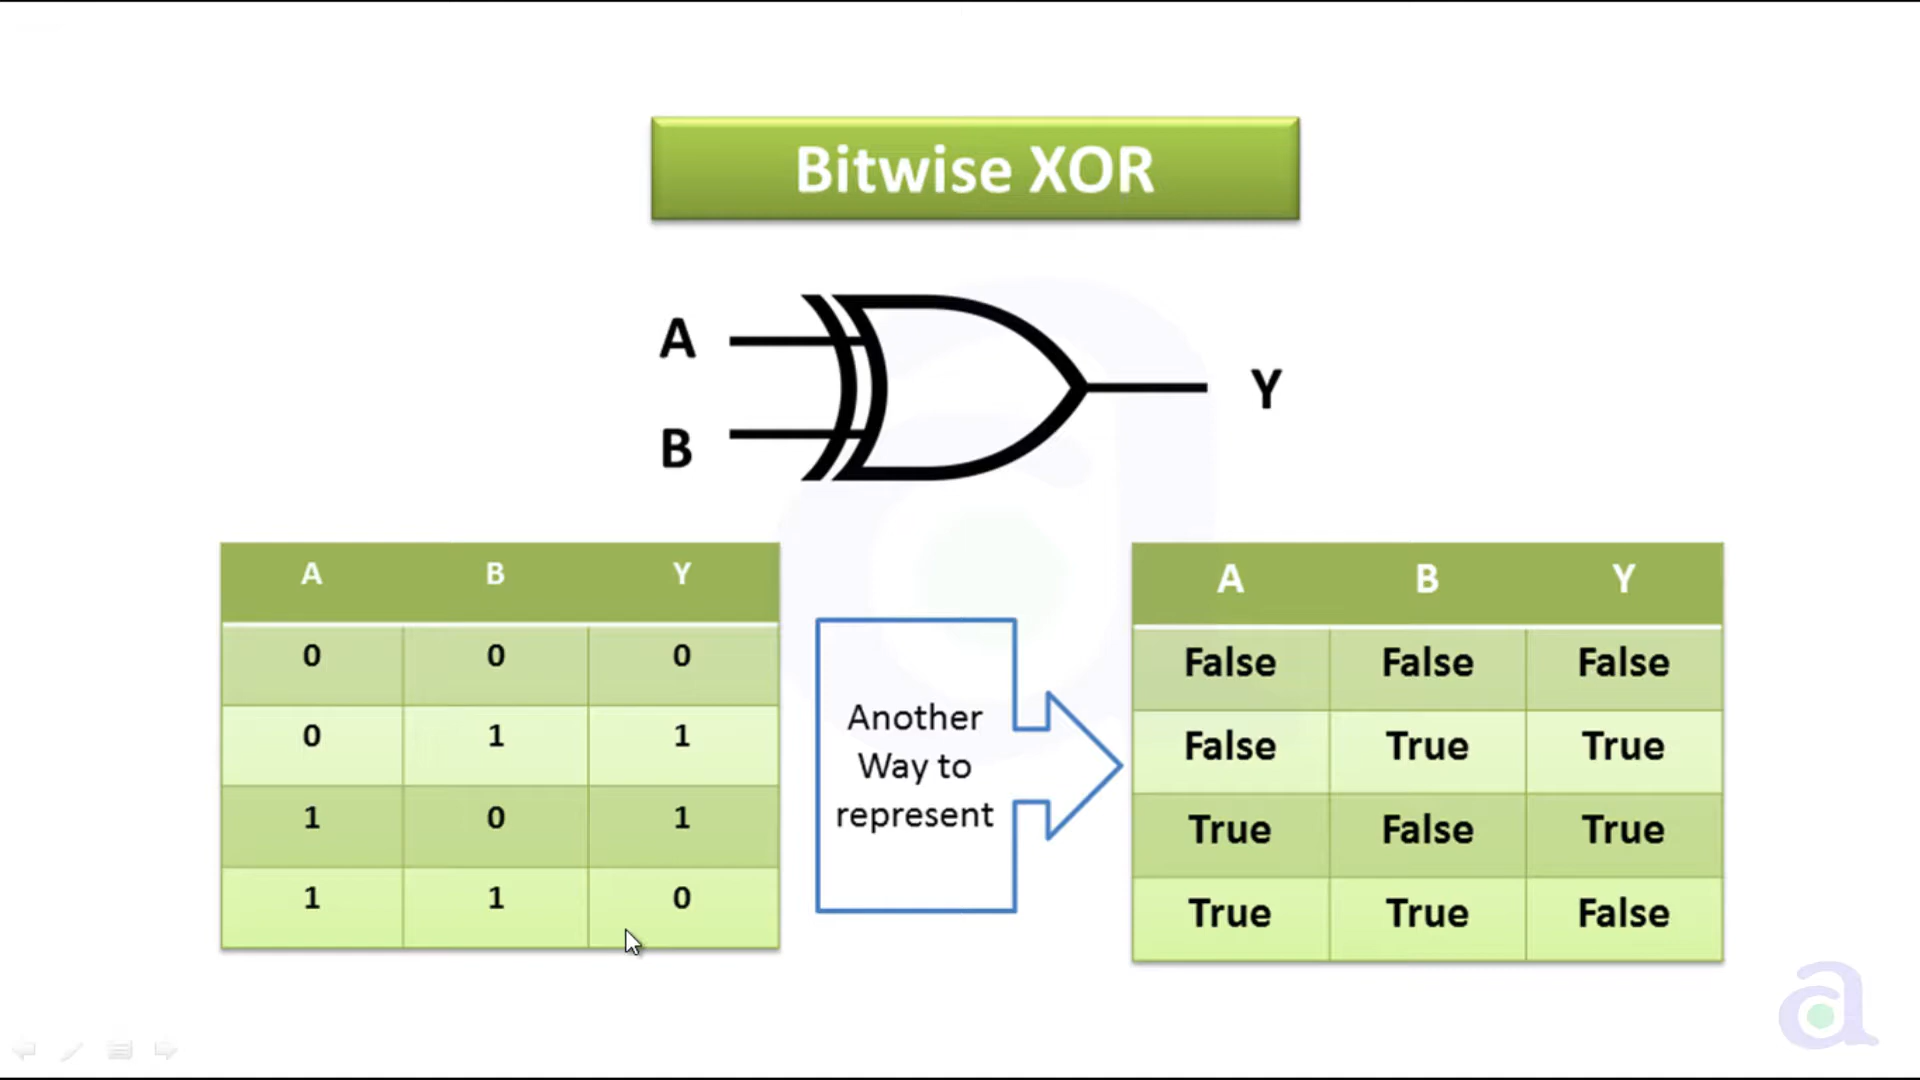 Bitwise XOR
A
B
Y
A B Y
0 0 0
0 1 1
1 0 1
1 1 0
Another
Way to
represent
A B Y
False False False
False True True
True False True
True True False
a